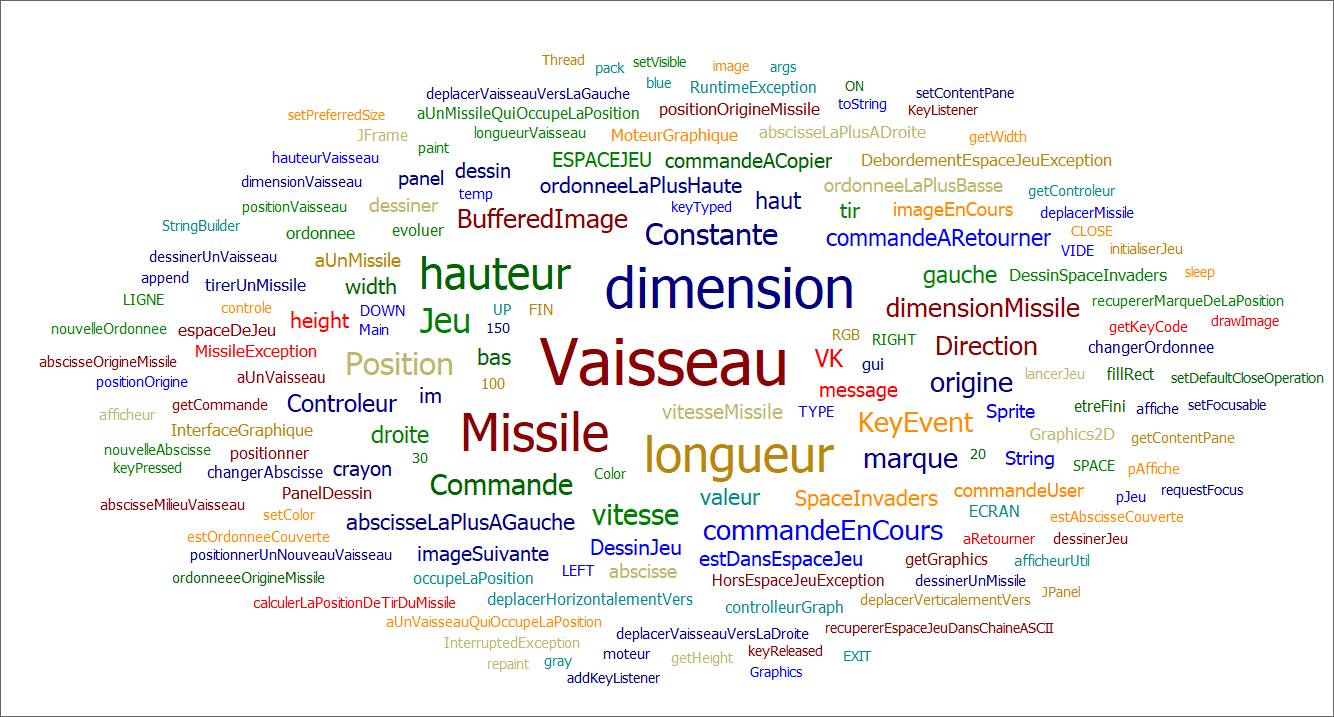 Thread
pack
setVisible
image
args
deplacerVaisseauVersLaGauche
blue
RuntimeException
ON
setContentPane
setPreferredSize
aUnMissileQuiOccupeLaPosition
positionOrigineMissile
toString
KeyListener
JFrame
longueurVaisseau
MoteurGraphique
abscisseLaPlusADroite
getWidth
hauteurVaisseau
paint
dessin
ESPACEJEU
commandeACopier
DebordementEspaceJeuException
dimensionVaisseau
panel
temp
ordonneeLaPlusHaute
haut
ordonneeLaPlusBasse
getControleur
positionVaisseau
dessiner
BufferedImage
keyTyped
tir
imageEnCours
deplacerMissile
StringBuilder
ordonnee
evoluer
Constante
commandeARetourner
CLOSE
VIDE
initialiserJeu
dessinerUnVaisseau
aUnMissile
hauteur
dimension
gauche
DessinSpaceInvaders
sleep
append
tirerUnMissile
width
LIGNE
controle
height
DOWN
Jeu
UP
FIN
dimensionMissile
recupererMarqueDeLaPosition
nouvelleOrdonnee
espaceDeJeu
Main
150
RGB
RIGHT
getKeyCode
drawImage
abscisseOrigineMissile
MissileException
Position
bas
Vaisseau
VK
gui
Direction
changerOrdonnee
positionOrigine
aUnVaisseau
im
100
message
origine
lancerJeu
fillRect
setDefaultCloseOperation
afficheur
getCommande
Controleur
vitesseMissile
TYPE
KeyEvent
Sprite
etreFini
affiche
setFocusable
InterfaceGraphique
droite
Missile
longueur
marque
Graphics2D
getContentPane
nouvelleAbscisse
positionner
30
20
String
keyPressed
changerAbscisse
crayon
Commande
Color
SPACE
pAffiche
abscisseMilieuVaisseau
PanelDessin
valeur
SpaceInvaders
commandeUser
pJeu
requestFocus
setColor
abscisseLaPlusAGauche
vitesse
commandeEnCours
ECRAN
estAbscisseCouverte
estOrdonneeCouverte
aRetourner
dessinerJeu
positionnerUnNouveauVaisseau
imageSuivante
DessinJeu
estDansEspaceJeu
getGraphics
afficheurUtil
ordonneeeOrigineMissile
occupeLaPosition
LEFT
abscisse
HorsEspaceJeuException
dessinerUnMissile
JPanel
calculerLaPositionDeTirDuMissile
deplacerHorizontalementVers
controlleurGraph
deplacerVerticalementVers
aUnVaisseauQuiOccupeLaPosition
deplacerVaisseauVersLaDroite
recupererEspaceJeuDansChaineASCII
InterruptedException
moteur
getHeight
keyReleased
EXIT
repaint
gray
addKeyListener
Graphics